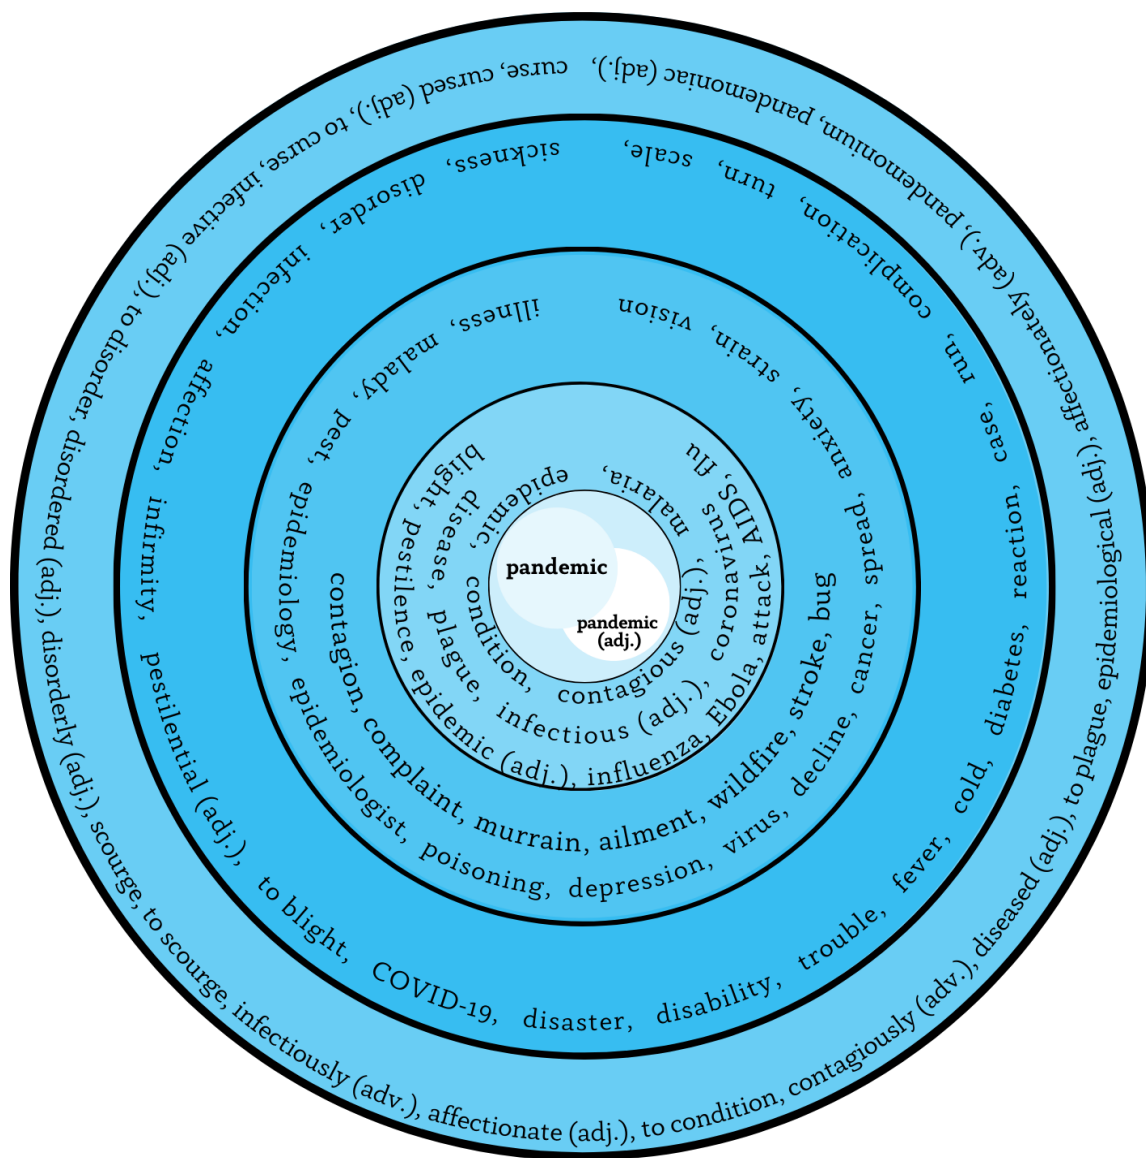 pandemic
pandemic
(adj.)
epidemic, condition, contagious (adj.), malaria,
disease, plague, infectious (adj.), coronavirus
blight, pestilence, epidemic (adj.), influenza, Ebola, attack, AIDS, flu
contagion, complaint, murrain, ailment, wildfire, stroke, bug
illness, malady, pest, epidemiology, epidemiologist, poisoning, depression, virus, decline, cancer, spread, anxiety, strain, vision
sickness, disorder, infection, affection, infirmity, pestilential (adj.), to blight, COVID-19, disaster, disability, trouble, fever, cold, diabetes, reaction, case, run, complication, turn, scale,
curse, cursed (adj.), to curse, infective (adj.), to disorder, disordered (adj.), disorderly (adj.), scourge, to scourge, infectiously (adv.), affectionate (adj.), to condition, contagiously (adv.), diseased (adj.), to plague, epidemiological (adj.), affectionately (adv.), pandemonium, pandemoniac (adj.),